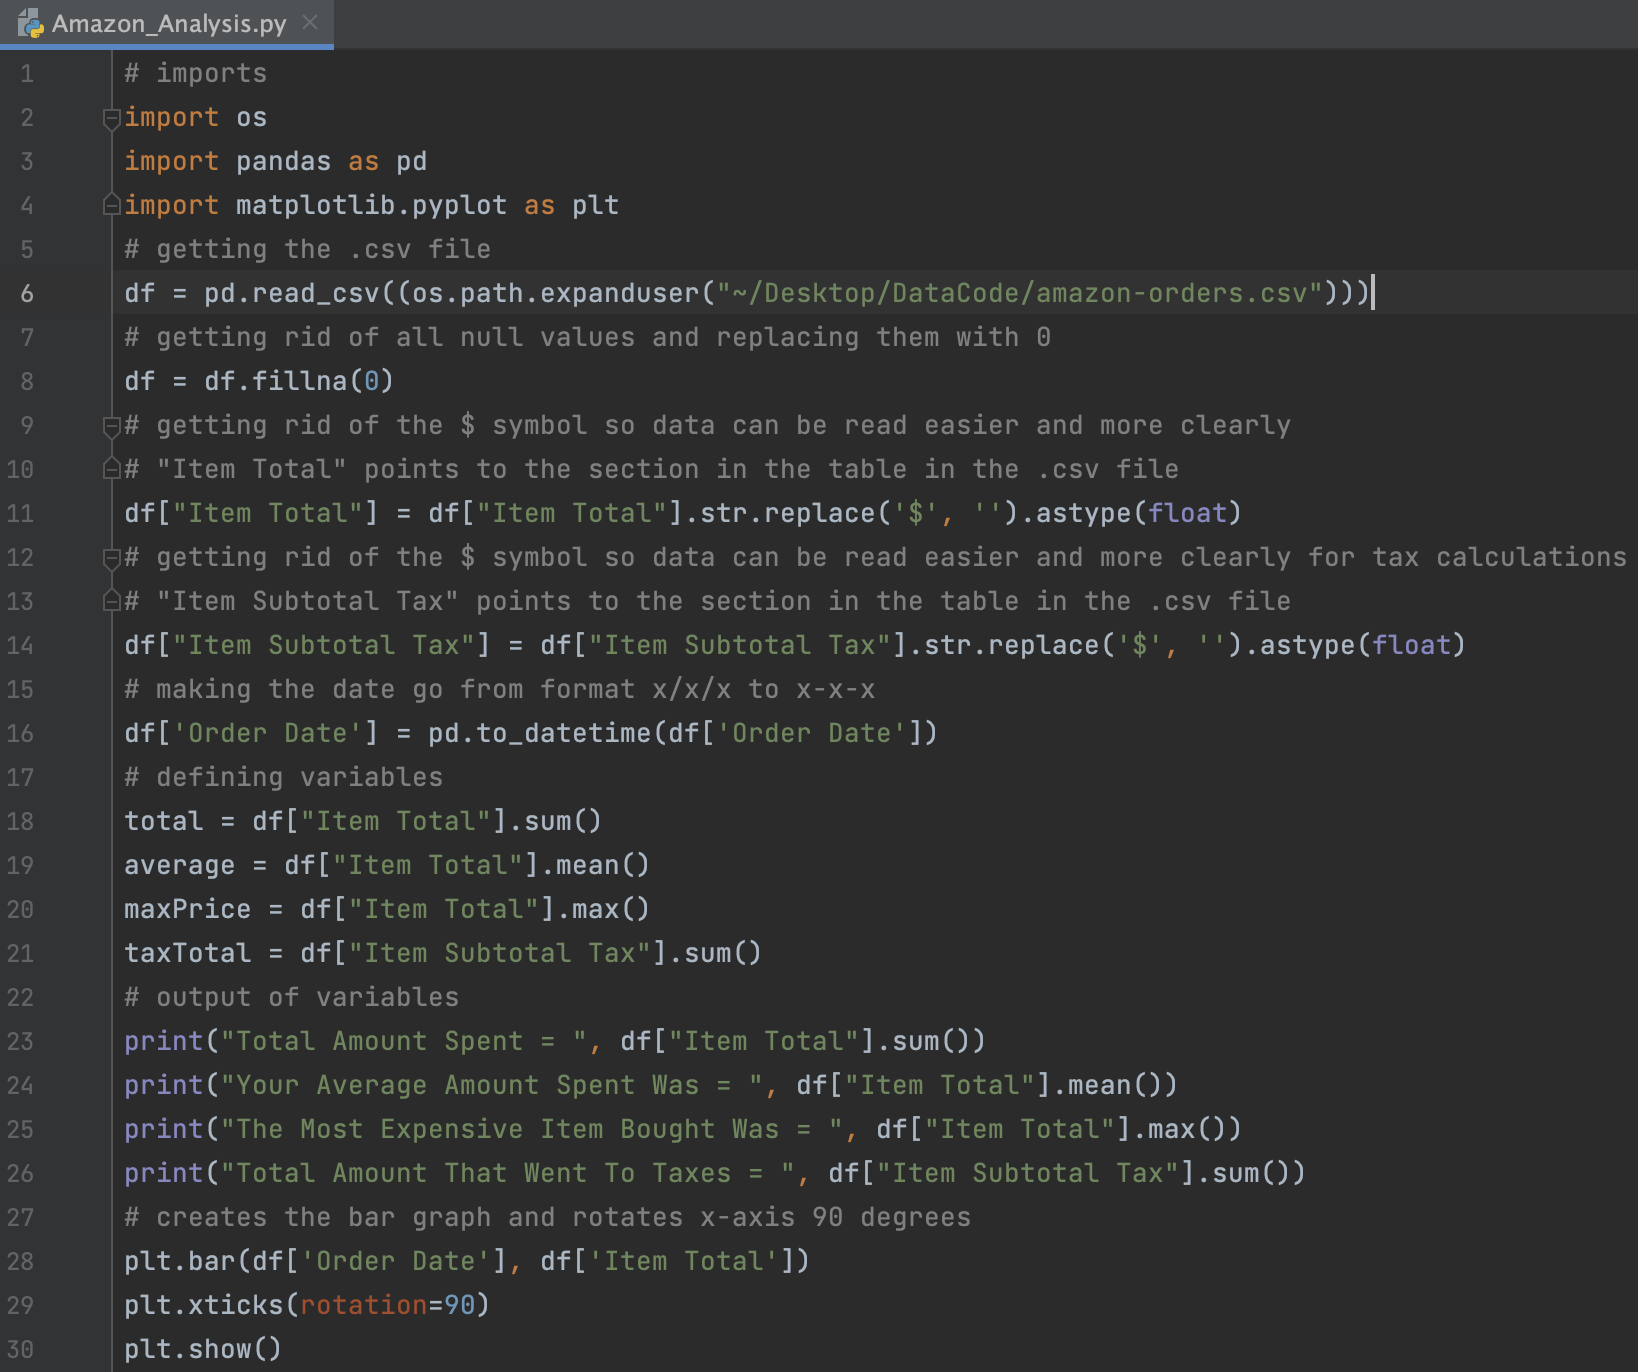 Amazon_Analysis.py
1 # imports
2 import os
3 import pandas as pd
4 import matplotlib.pyplot as plt
5 # getting the .csv file
6 df = pd.read_csv((os.path.expanduser("~/Desktop/DataCode/amazon-orders.csv")))
7 # getting rid of all null values and replacing them with 0
8 df = df.fillna(0)
9 # getting rid of the $ symbol so data can be read easier and more clearly
10 # "Item Total" points to the section in the table in the .csv file
11 df["Item Total"] = df["Item Total"].str.replace('$', '').astype(float)
12 # getting rid of the $ symbol so data can be read easier and more clearly for tax calculations
13 # "Item Subtotal Tax" points to the section in the table in the .csv file
14 df["Item Subtotal Tax"] = df["Item Subtotal Tax"].str.replace('$', '').astype(float)
15 # making the date go from format x/x/x to x-x-x
16 df['Order Date'] = pd.to_datetime(df['Order Date'])
17 # defining variables
18 total = df["Item Total"].sum()
19 average = df["Item Total"].mean()
20 maxPrice = df["Item Total"].max()
21 taxTotal = df["Item Subtotal Tax"].sum()
22 # output of variables
23 print("Total Amount Spent = ", df["Item Total"].sum())
24 print("Your Average Amount Spent Was = ", df["Item Total"].mean())
25 print("The Most Expensive Item Bought Was = ", df["Item Total"].max())
26 print("Total Amount That Went To Taxes = ", df["Item Subtotal Tax"].sum())
27 # creates the bar graph and rotates x-axis 90 degrees
28 plt.bar(df['Order Date'], df['Item Total'])
29 plt.xticks(rotation=90)
30 plt.show()